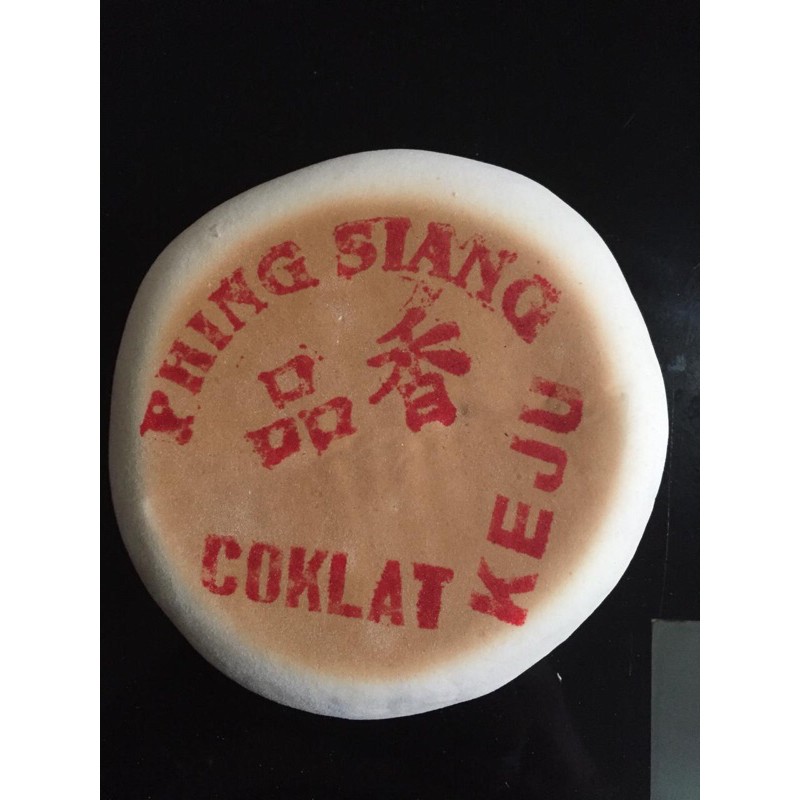 PHING SIANG
品香
COKLAT
KEJU